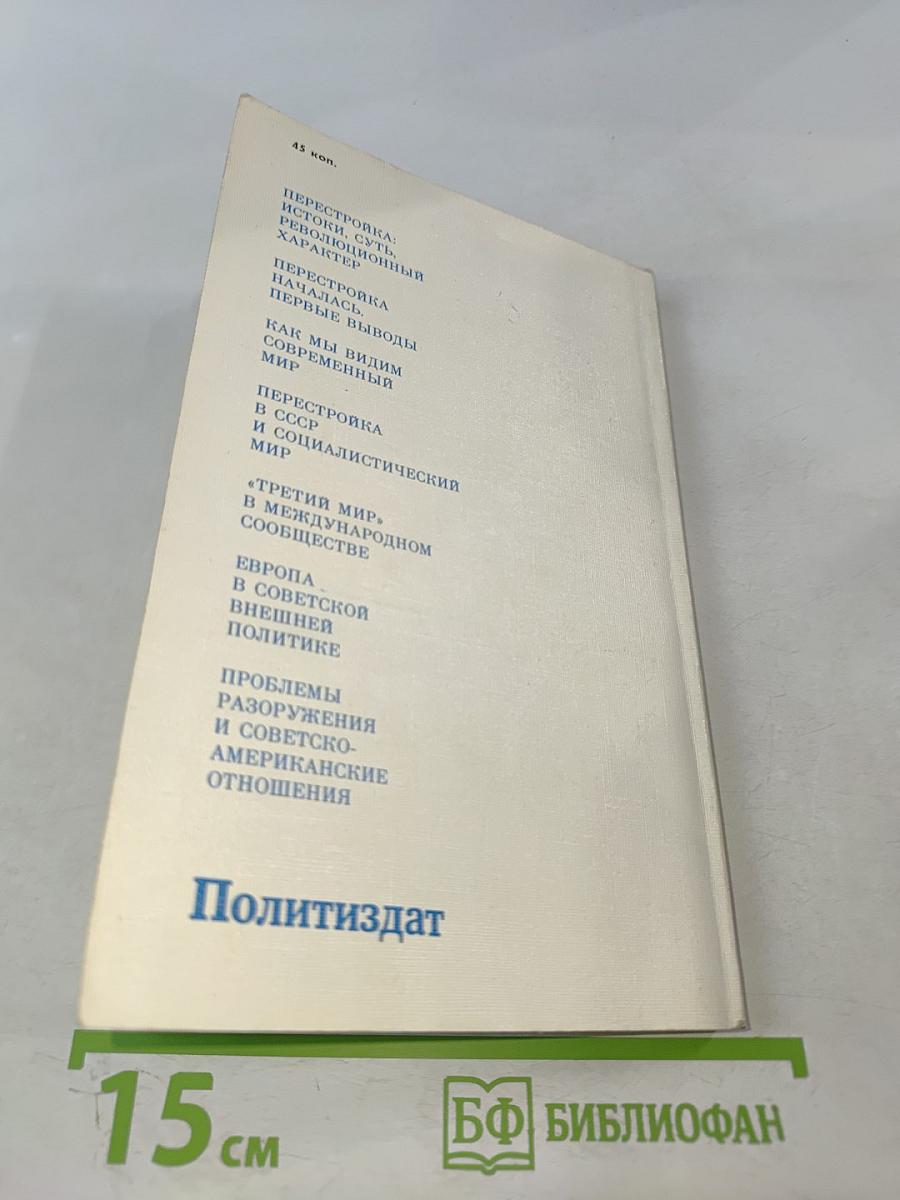 45 коп.
ПЕРЕСТРОЙКА:
ИСТОКИ, СУТЬ,
РЕВОЛЮЦИОННЫЙ
ХАРАКТЕР
ПЕРЕСТРОЙКА
НАЧАЛАСЬ.
ПЕРВЫЕ ВЫВОДЫ
КАК МЫ ВИДИМ
СОВРЕМЕННЫЙ
МИР
ПЕРЕСТРОЙКА
В СССР
И СОЦИАЛИСТИЧЕСКИЙ
МИР
«ТРЕТИЙ МИР»
В МЕЖДУНАРОДНОМ
СООБЩЕСТВЕ
ЕВРОПА
В СОВЕТСКОЙ
ВНЕШНЕЙ
ПОЛИТИКЕ
ПРОБЛЕМЫ
РАЗОРУЖЕНИЯ
И СОВЕТСКО-
АМЕРИКАНСКИЕ
ОТНОШЕНИЯ
Политиздат
15 см
БФ БИБЛИОФАН